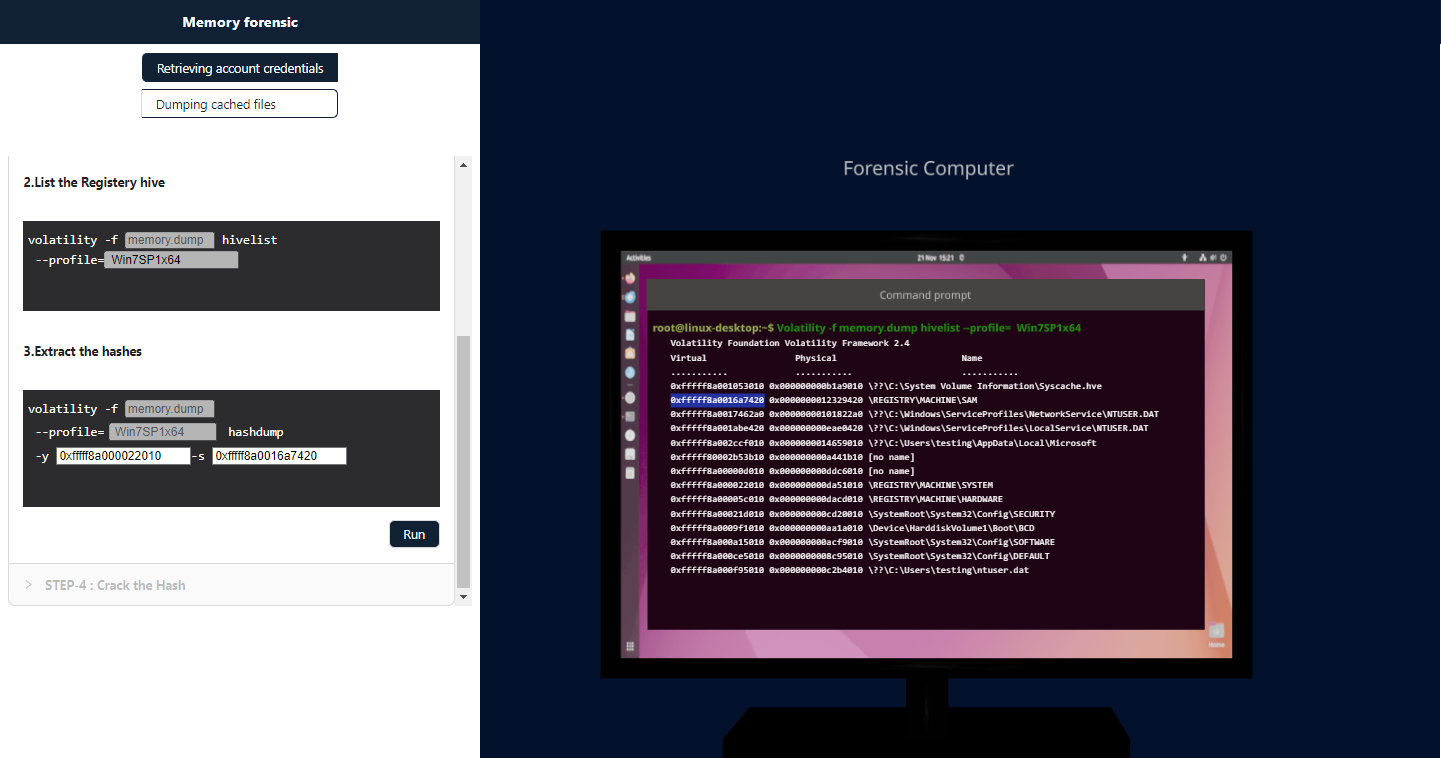 Memory forensic
Retrieving account credentials
Dumping cached files
2.List the Registery hive
volatility -f memory.dump hivelist
--profile= Win7SP1x64
3.Extract the hashes
volatility -f memory.dump
--profile= Win7SP1x64 hashdump
-y 0xfffff8a000022010 -s 0xfffff8a0016a7420
Run
> STEP-4 : Crack the Hash
Forensic Computer
Activities 21 Nov 15:21
Command prompt
root@linux-desktop:~$ Volatility -f memory.dump hivelist --profile= Win7SP1x64
Volatility Foundation Volatility Framework 2.4
Virtual Physical Name
........... ........... ...........
0xfffff8a001053010 0x000000000b1a9010 \??\C:\System Volume Information\Syscache.hve
0xfffff8a0016a7420 0x0000000012329420 \REGISTRY\MACHINE\SAM
0xfffff8a0017462a0 0x00000000101822a0 \??\C:\Windows\ServiceProfiles\NetworkService\NTUSER.DAT
0xfffff8a001abe420 0x000000000eae0420 \??\C:\Windows\ServiceProfiles\LocalService\NTUSER.DAT
0xfffff8a002ccf010 0x0000000014659010 \??\C:\Users\testing\AppData\Local\Microsoft
0xfffff80002b53b10 0x000000000a441b10 [no name]
0xfffff8a00000d010 0x000000000ddc6010 [no name]
0xfffff8a000022010 0x000000000da51010 \REGISTRY\MACHINE\SYSTEM
0xfffff8a00005c010 0x000000000dacd010 \REGISTRY\MACHINE\HARDWARE
0xfffff8a00021d010 0x000000000cd20010 \SystemRoot\System32\Config\SECURITY
0xfffff8a0009f1010 0x000000000aa1a010 \Device\HarddiskVolume1\Boot\BCD
0xfffff8a000a15010 0x000000000acf9010 \SystemRoot\System32\Config\SOFTWARE
0xfffff8a000ce5010 0x0000000008c95010 \SystemRoot\System32\Config\DEFAULT
0xfffff8a000f95010 0x000000000c2b4010 \??\C:\Users\testing\ntuser.dat
Home